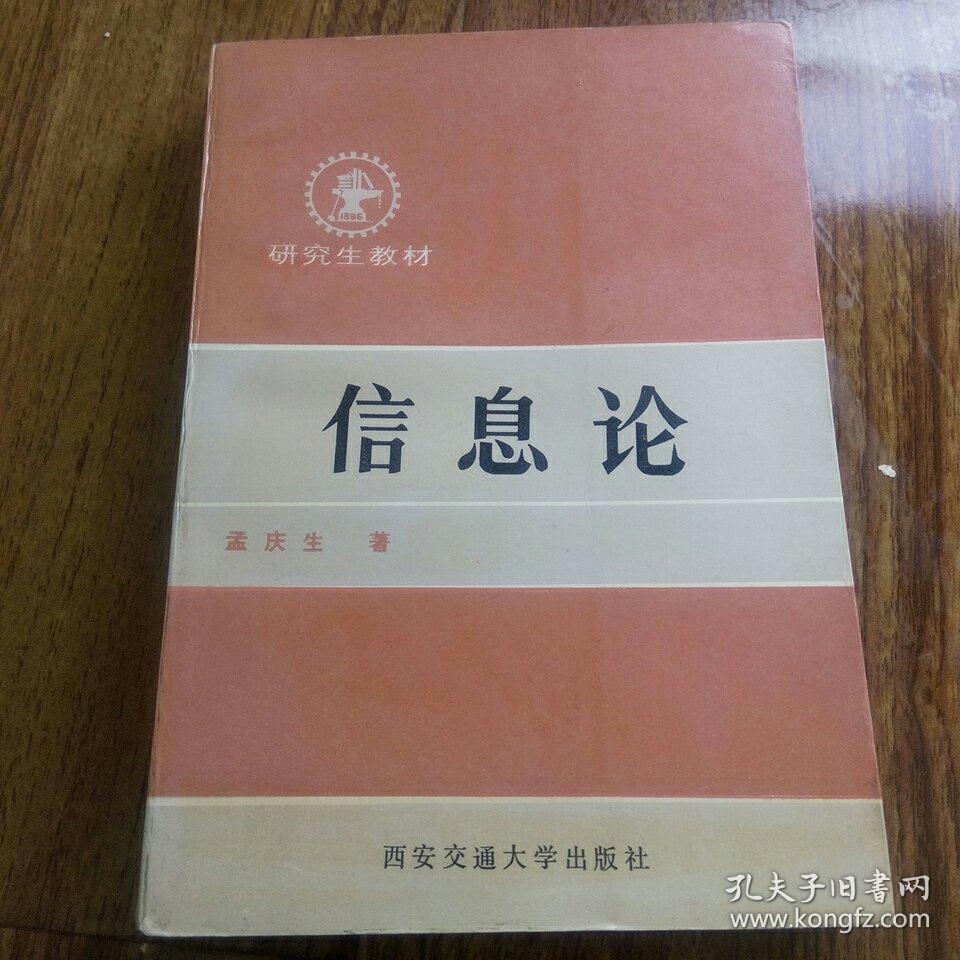 1896
研究生教材
信息论
孟庆生 著
西安交通大学出版社
孔夫子旧書网
www.kongfz.com